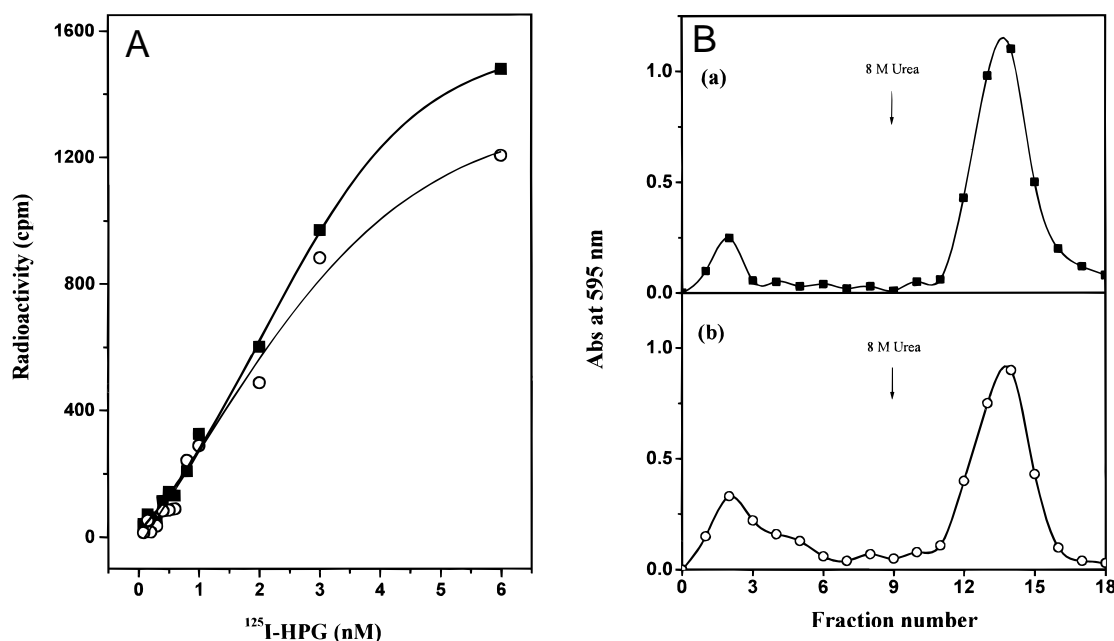 A
1600
1200
800
400
0
Radioactivity (cpm)
0 1 2 3 4 5 6
¹²⁵I-HPG (nM)
B
(a)
8 M Urea
1.0
0.5
0.0
(b)
8 M Urea
1.0
0.5
0.0
Abs at 595 nm
0 3 6 9 12 15 18
Fraction number